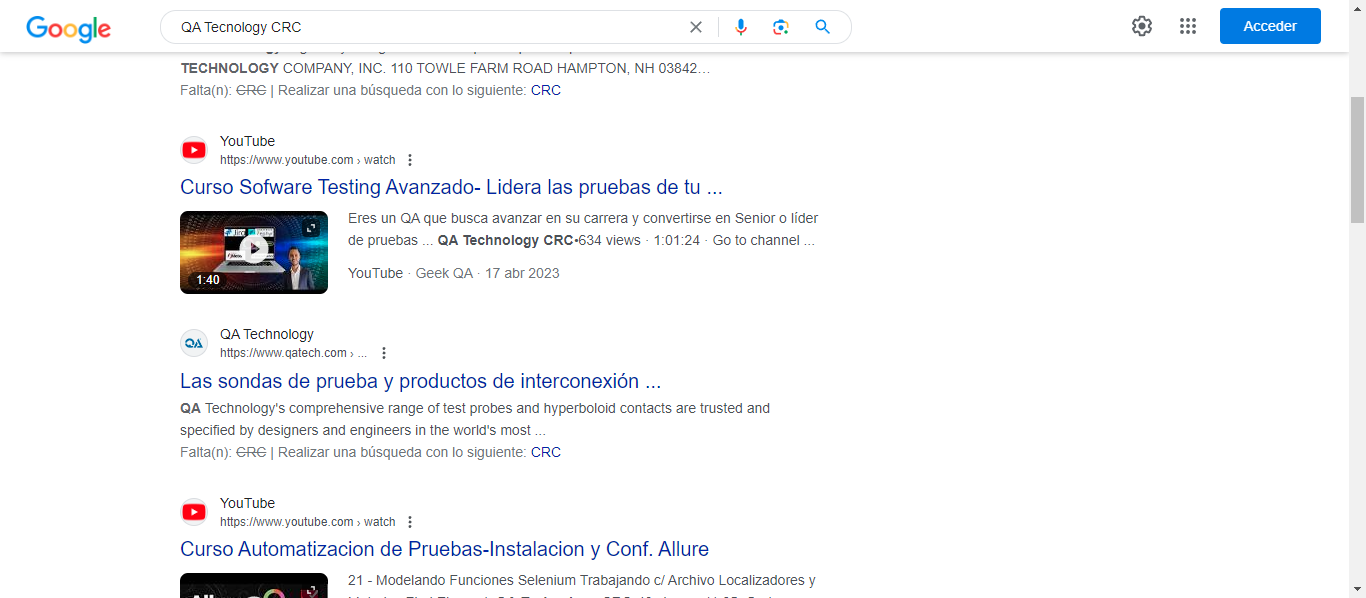 Google
QA Tecnology CRC
Acceder
TECHNOLOGY COMPANY, INC. 110 TOWLE FARM ROAD HAMPTON, NH 03842…
Falta(n): CRC | Realizar una búsqueda con lo siguiente: CRC
YouTube
https://www.youtube.com › watch
Curso Sofware Testing Avanzado- Lidera las pruebas de tu ...
1:40
Eres un QA que busca avanzar en su carrera y convertirse en Senior o líder
de pruebas ... QA Technology CRC•634 views · 1:01:24 · Go to channel ...
YouTube · Geek QA · 17 abr 2023
QA
QA Technology
https://www.qatech.com › ...
Las sondas de prueba y productos de interconexión ...
QA Technology's comprehensive range of test probes and hyperboloid contacts are trusted and
specified by designers and engineers in the world's most ...
Falta(n): CRC | Realizar una búsqueda con lo siguiente: CRC
YouTube
https://www.youtube.com › watch
Curso Automatizacion de Pruebas-Instalacion y Conf. Allure
21 - Modelando Funciones Selenium Trabajando c/ Archivo Localizadores y